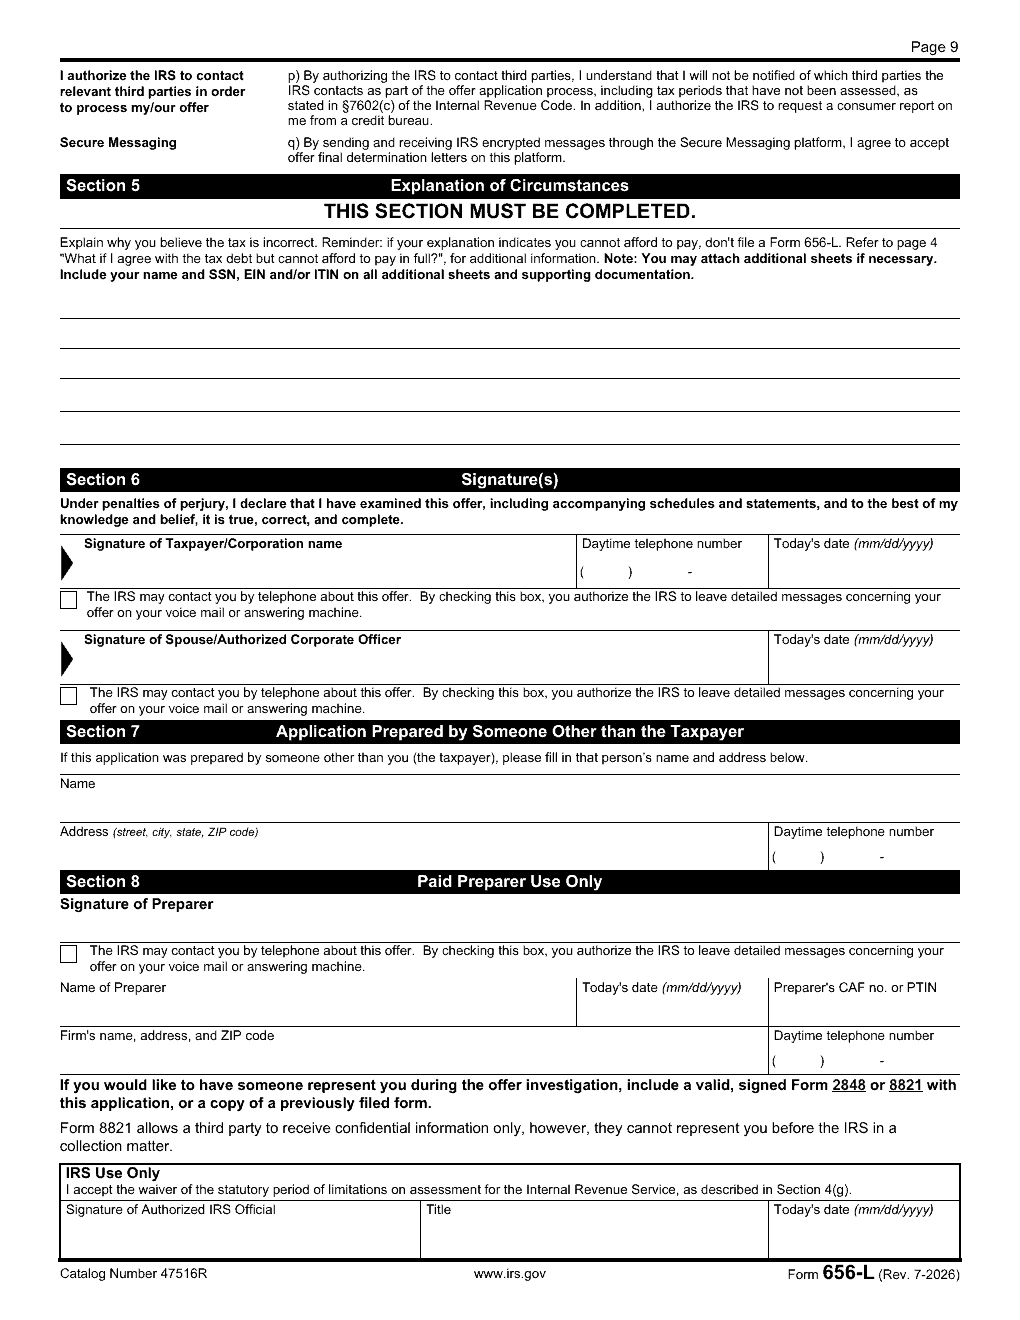 Page 9
I authorize the IRS to contact
relevant third parties in order
to process my/our offer
p) By authorizing the IRS to contact third parties, I understand that I will not be notified of which third parties the
IRS contacts as part of the offer application process, including tax periods that have not been assessed, as
stated in §7602(c) of the Internal Revenue Code. In addition, I authorize the IRS to request a consumer report on
me from a credit bureau.
Secure Messaging
q) By sending and receiving IRS encrypted messages through the Secure Messaging platform, I agree to accept
offer final determination letters on this platform.
Section 5 Explanation of Circumstances
THIS SECTION MUST BE COMPLETED.
Explain why you believe the tax is incorrect. Reminder: if your explanation indicates you cannot afford to pay, don't file a Form 656-L. Refer to page 4
"What if I agree with the tax debt but cannot afford to pay in full?", for additional information. Note: You may attach additional sheets if necessary.
Include your name and SSN, EIN and/or ITIN on all additional sheets and supporting documentation.
Section 6 Signature(s)
Under penalties of perjury, I declare that I have examined this offer, including accompanying schedules and statements, and to the best of my
knowledge and belief, it is true, correct, and complete.
Signature of Taxpayer/Corporation name Daytime telephone number Today's date (mm/dd/yyyy)
( ) -
The IRS may contact you by telephone about this offer. By checking this box, you authorize the IRS to leave detailed messages concerning your
offer on your voice mail or answering machine.
Signature of Spouse/Authorized Corporate Officer Today's date (mm/dd/yyyy)
The IRS may contact you by telephone about this offer. By checking this box, you authorize the IRS to leave detailed messages concerning your
offer on your voice mail or answering machine.
Section 7 Application Prepared by Someone Other than the Taxpayer
If this application was prepared by someone other than you (the taxpayer), please fill in that person's name and address below.
Name
Address (street, city, state, ZIP code) Daytime telephone number
( ) -
Section 8 Paid Preparer Use Only
Signature of Preparer
The IRS may contact you by telephone about this offer. By checking this box, you authorize the IRS to leave detailed messages concerning your
offer on your voice mail or answering machine.
Name of Preparer Today's date (mm/dd/yyyy) Preparer's CAF no. or PTIN
Firm's name, address, and ZIP code Daytime telephone number
( ) -
If you would like to have someone represent you during the offer investigation, include a valid, signed Form 2848 or 8821 with
this application, or a copy of a previously filed form.
Form 8821 allows a third party to receive confidential information only, however, they cannot represent you before the IRS in a
collection matter.
IRS Use Only
I accept the waiver of the statutory period of limitations on assessment for the Internal Revenue Service, as described in Section 4(g).
Signature of Authorized IRS Official Title Today's date (mm/dd/yyyy)
Catalog Number 47516R www.irs.gov Form 656-L (Rev. 7-2026)